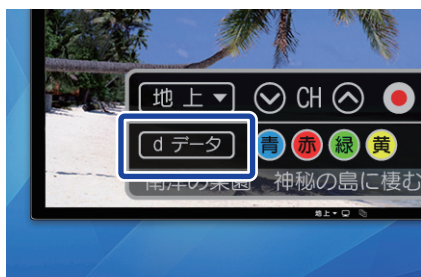 地上▼ CH
d データ 青 赤 緑 黄
南洋の楽園 神秘の島に棲む
地上▼